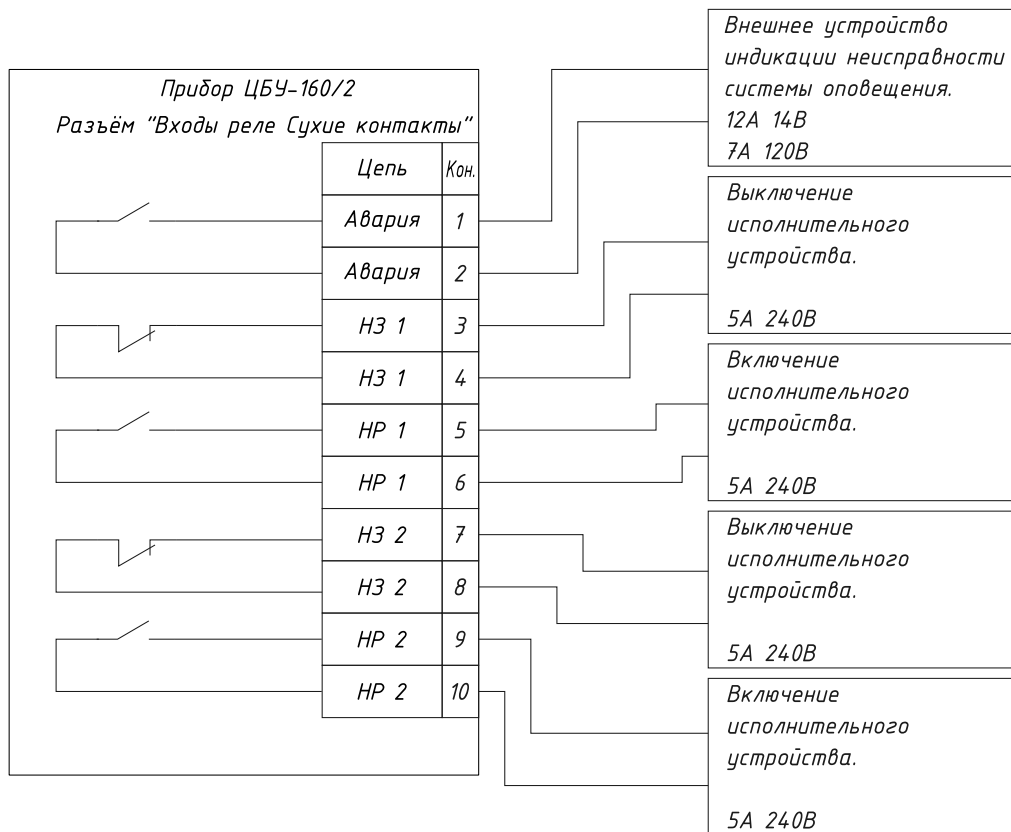 Прибор ЦБУ-160/2
Разъём "Входы реле Сухие контакты"
Цепь Кон.
Авария 1
Авария 2
НЗ 1 3
НЗ 1 4
НР 1 5
НР 1 6
НЗ 2 7
НЗ 2 8
НР 2 9
НР 2 10
Внешнее устройство
индикации неисправности
системы оповещения.
12А 14В
7А 120В
Выключение
исполнительного
устройства.
5А 240В
Включение
исполнительного
устройства.
5А 240В
Выключение
исполнительного
устройства.
5А 240В
Включение
исполнительного
устройства.
5А 240В